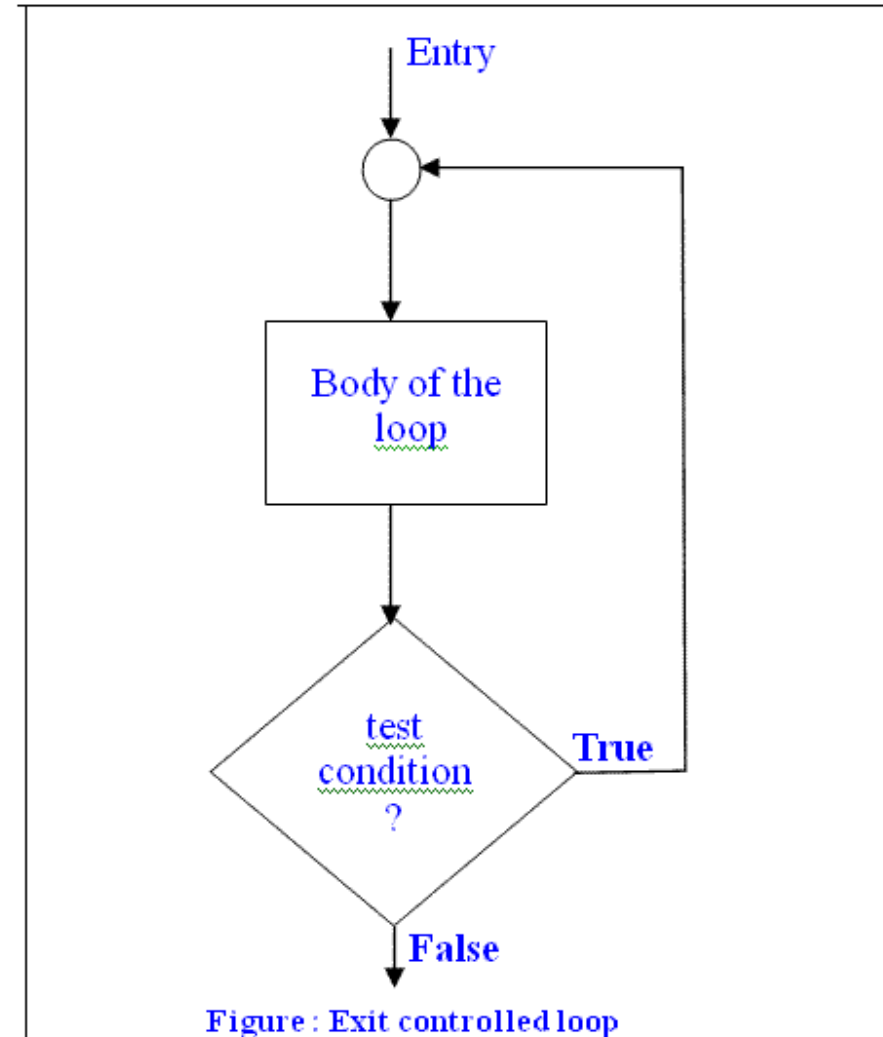 Entry
Body of the
loop
test
condition
?
True
False
Figure : Exit controlled loop